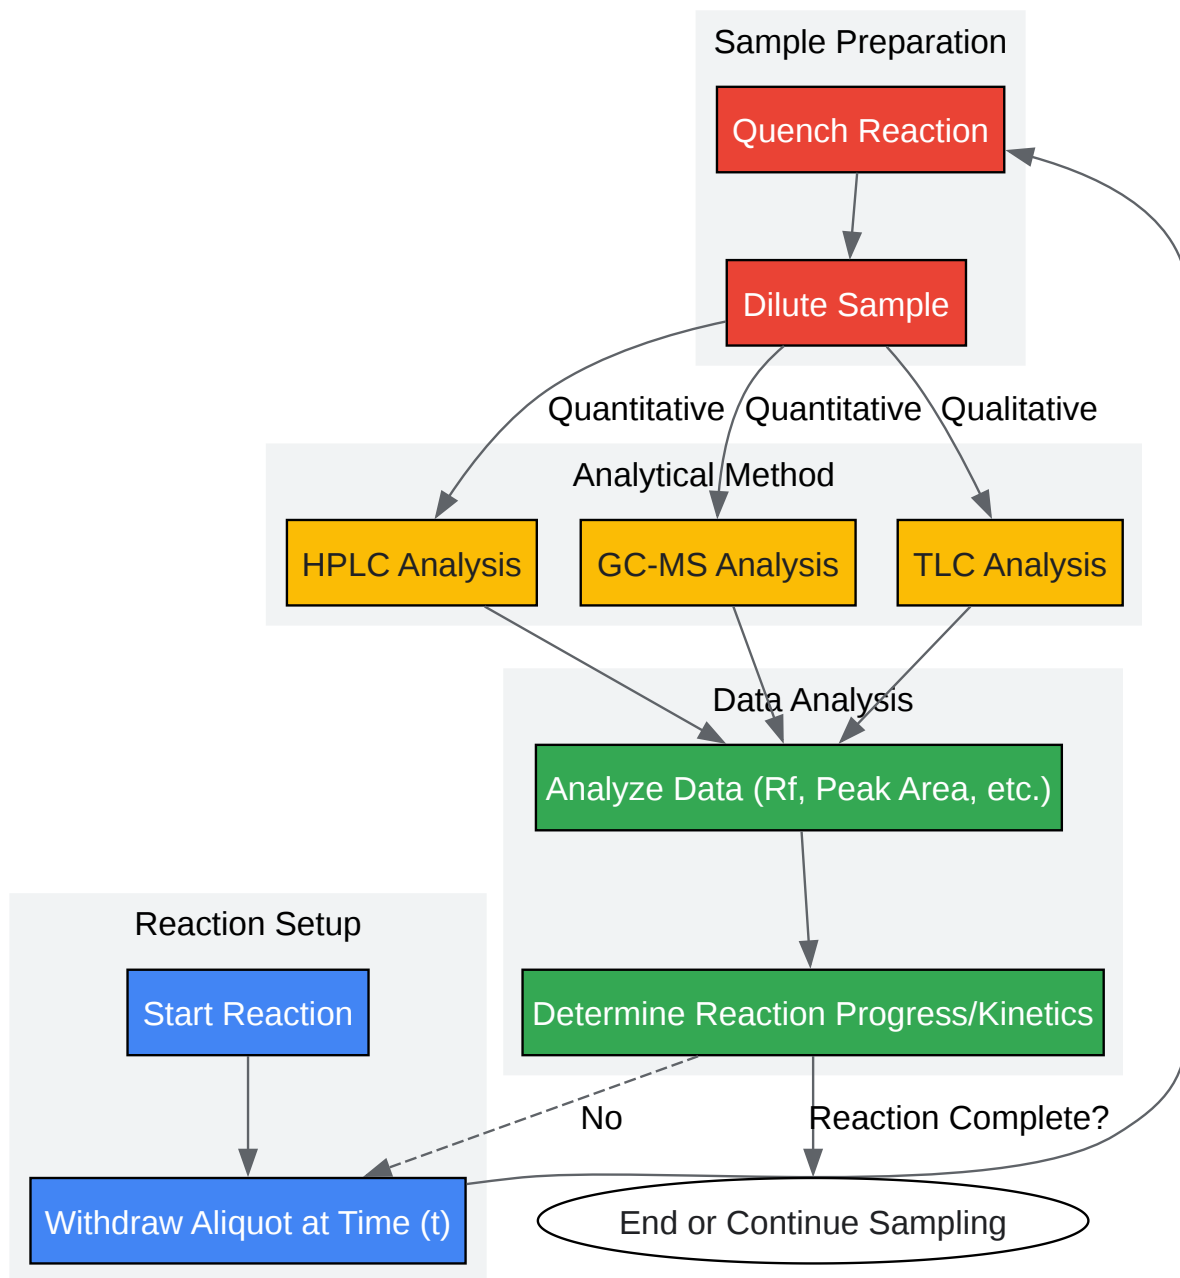 Sample Preparation
Quench Reaction
Dilute Sample
Quantitative
Quantitative
Qualitative
Analytical Method
HPLC Analysis
GC-MS Analysis
TLC Analysis
Data Analysis
Analyze Data (Rf, Peak Area, etc.)
Reaction Setup
Start Reaction
Determine Reaction Progress/Kinetics
No
Reaction Complete?
Withdraw Aliquot at Time (t)
End or Continue Sampling